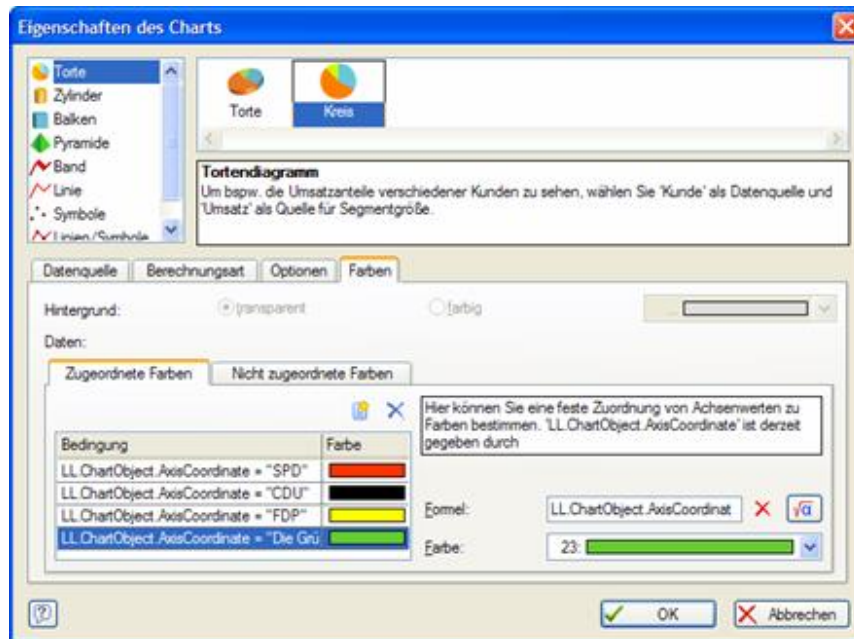 Eigenschaften des Charts
Torte
Zylinder
Balken
Pyramide
Band
Linie
Symbole
Linien/Symbole
Torte
Kreis
Tortendiagramm
Um bspw. die Umsatzanteile verschiedener Kunden zu sehen, wählen Sie 'Kunde' als Datenquelle und
'Umsatz' als Quelle für Segmentgröße.
Datenquelle Berechnungsart Optionen Farben
Hintergrund: transparent farbig
Daten:
Zugeordnete Farben Nicht zugeordnete Farben
Bedingung Farbe
LL.ChartObject.AxisCoordinate = "SPD"
LL.ChartObject.AxisCoordinate = "CDU"
LL.ChartObject.AxisCoordinate = "FDP"
LL.ChartObject.AxisCoordinate = "Die Grü
Hier können Sie eine feste Zuordnung von Achsenwerten zu
Farben bestimmen. 'LL.ChartObject.AxisCoordinate' ist derzeit
gegeben durch
Formel: LL.ChartObject.AxisCoordinat √α
Farbe: 23:
? OK Abbrechen